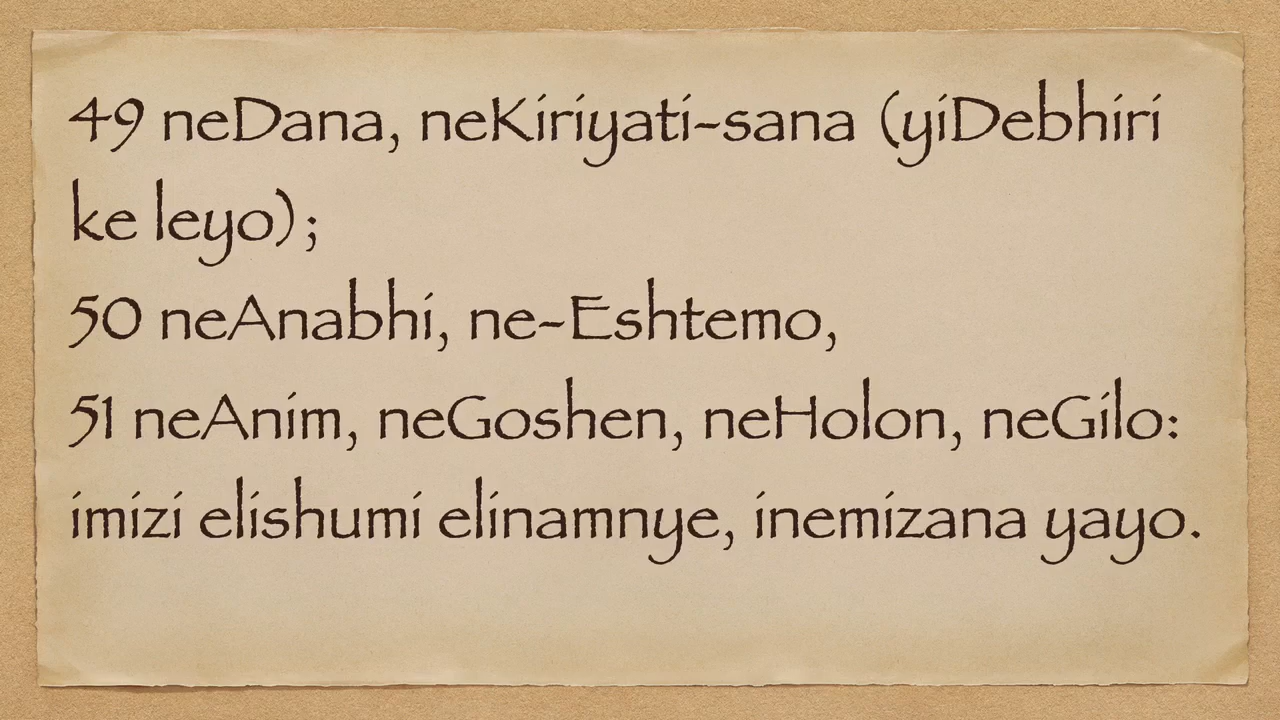 49 neDana, neKiriyati-sana (yiDebhiri
ke leyo);
50 neAnabhi, ne-Eshtemo,
51 neAnim, neGoshen, neHolon, neGilo:
imizi elishumi elinamnye, inemizana yayo.